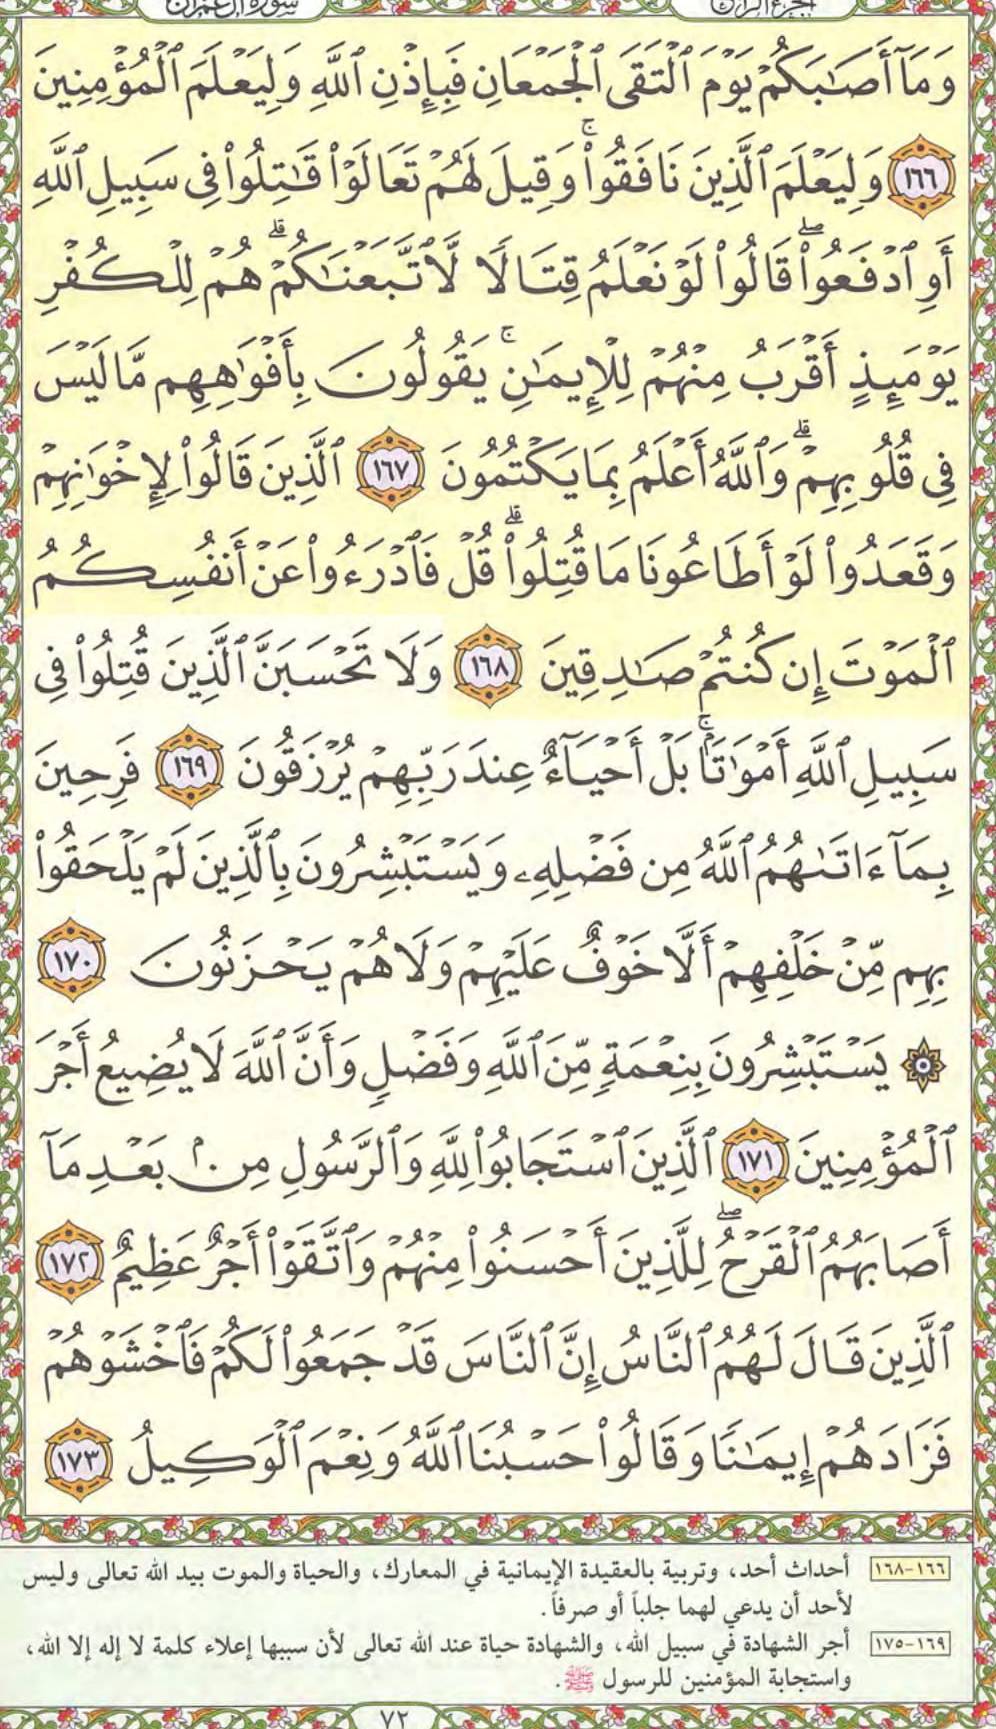 سورة آل عمران
الجزء الرابع
وَمَآ أَصَٰبَكُمْ يَوْمَ ٱلْتَقَى ٱلْجَمْعَانِ فَبِإِذْنِ ٱللَّهِ وَلِيَعْلَمَ ٱلْمُؤْمِنِينَ
١٦٦ وَلِيَعْلَمَ ٱلَّذِينَ نَافَقُوا۟ ۚ وَقِيلَ لَهُمْ تَعَالَوْا۟ قَٰتِلُوا۟ فِى سَبِيلِ ٱللَّهِ
أَوِ ٱدْفَعُوا۟ ۖ قَالُوا۟ لَوْ نَعْلَمُ قِتَالًا لَّٱتَّبَعْنَٰكُمْ ۗ هُمْ لِلْكُفْرِ
يَوْمَئِذٍ أَقْرَبُ مِنْهُمْ لِلْإِيمَٰنِ ۚ يَقُولُونَ بِأَفْوَٰهِهِم مَّا لَيْسَ
فِى قُلُوبِهِمْ ۗ وَٱللَّهُ أَعْلَمُ بِمَا يَكْتُمُونَ ١٦٧ ٱلَّذِينَ قَالُوا۟ لِإِخْوَٰنِهِمْ
وَقَعَدُوا۟ لَوْ أَطَاعُونَا مَا قُتِلُوا۟ ۗ قُلْ فَٱدْرَءُوا۟ عَنْ أَنفُسِكُمُ
ٱلْمَوْتَ إِن كُنتُمْ صَٰدِقِينَ ١٦٨ وَلَا تَحْسَبَنَّ ٱلَّذِينَ قُتِلُوا۟ فِى
سَبِيلِ ٱللَّهِ أَمْوَٰتًۢا ۚ بَلْ أَحْيَآءٌ عِندَ رَبِّهِمْ يُرْزَقُونَ ١٦٩ فَرِحِينَ
بِمَآ ءَاتَىٰهُمُ ٱللَّهُ مِن فَضْلِهِۦ وَيَسْتَبْشِرُونَ بِٱلَّذِينَ لَمْ يَلْحَقُوا۟
بِهِم مِّنْ خَلْفِهِمْ أَلَّا خَوْفٌ عَلَيْهِمْ وَلَا هُمْ يَحْزَنُونَ ١٧٠
۞ يَسْتَبْشِرُونَ بِنِعْمَةٍ مِّنَ ٱللَّهِ وَفَضْلٍ وَأَنَّ ٱللَّهَ لَا يُضِيعُ أَجْرَ
ٱلْمُؤْمِنِينَ ١٧١ ٱلَّذِينَ ٱسْتَجَابُوا۟ لِلَّهِ وَٱلرَّسُولِ مِنۢ بَعْدِ مَآ
أَصَابَهُمُ ٱلْقَرْحُ ۖ لِلَّذِينَ أَحْسَنُوا۟ مِنْهُمْ وَٱتَّقَوْا۟ أَجْرٌ عَظِيمٌ ١٧٢
ٱلَّذِينَ قَالَ لَهُمُ ٱلنَّاسُ إِنَّ ٱلنَّاسَ قَدْ جَمَعُوا۟ لَكُمْ فَٱخْشَوْهُمْ
فَزَادَهُمْ إِيمَٰنًا وَقَالُوا۟ حَسْبُنَا ٱللَّهُ وَنِعْمَ ٱلْوَكِيلُ ١٧٣
١٦٦-١٦٨ أحداث أحد، وتربية بالعقيدة الإيمانية في المعارك، والحياة والموت بيد الله تعالى وليس
لأحد أن يدعي لهما جلباً أو صرفاً.
١٦٩-١٧٥ أجر الشهادة في سبيل الله، والشهادة حياة عند الله تعالى لأن سببها إعلاء كلمة لا إله إلا الله،
واستجابة المؤمنين للرسول ﷺ.
٧٢